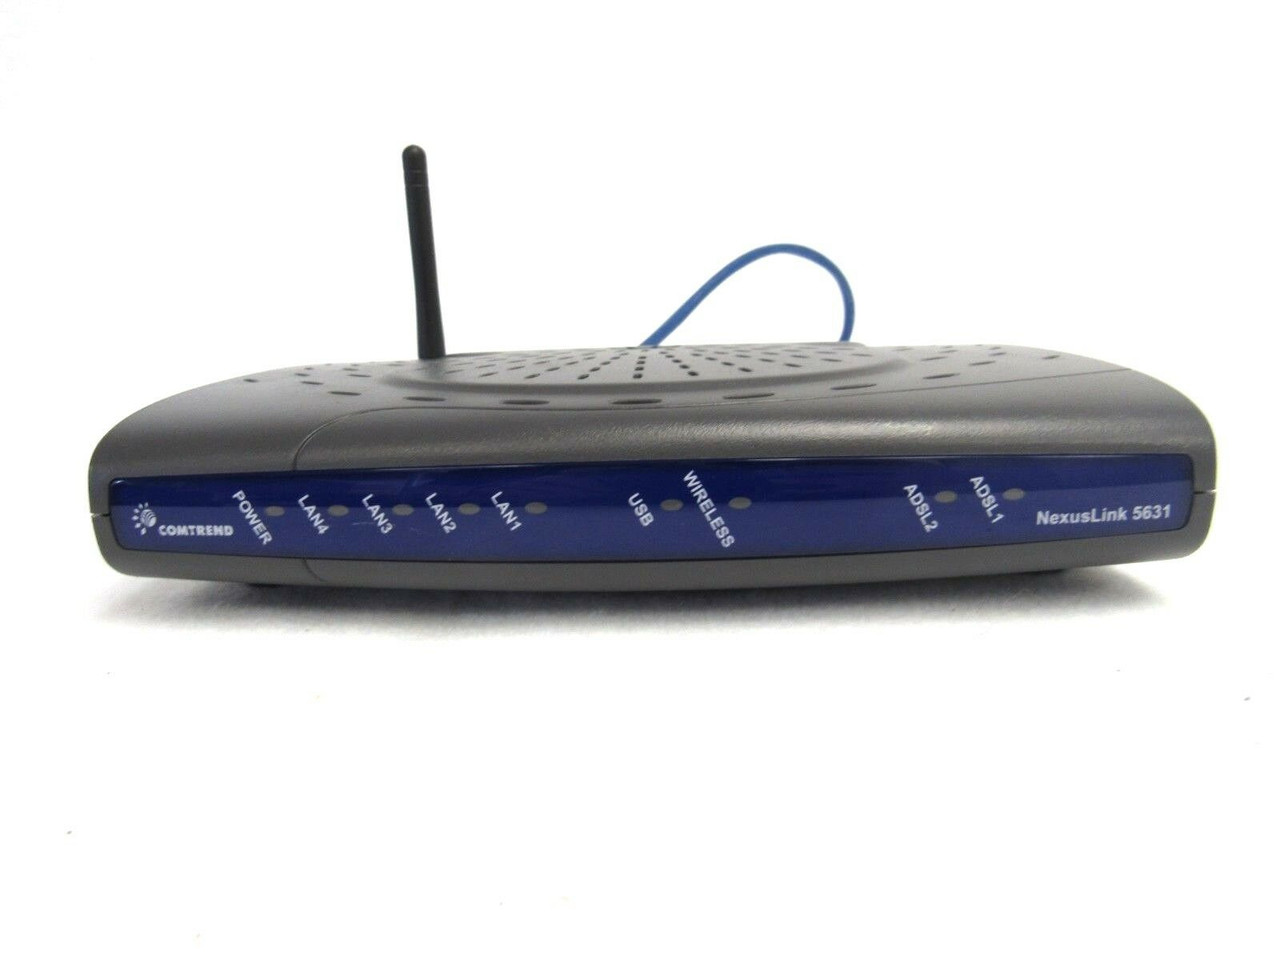 COMTREND
POWER
LAN4
LAN3
LAN2
LAN1
USB
WIRELESS
ADSL2
ADSL1
NexusLink 5631